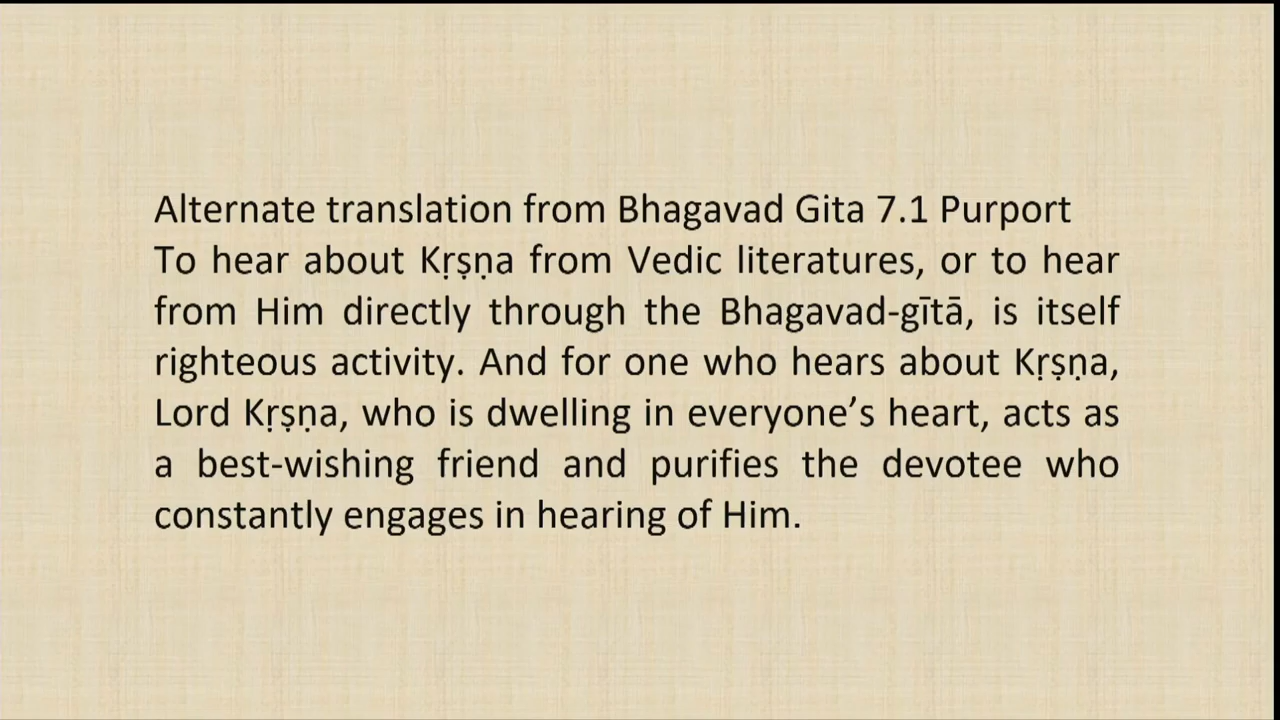 Alternate translation from Bhagavad Gita 7.1 Purport
To hear about Kṛṣṇa from Vedic literatures, or to hear
from Him directly through the Bhagavad-gītā, is itself
righteous activity. And for one who hears about Kṛṣṇa,
Lord Kṛṣṇa, who is dwelling in everyone’s heart, acts as
a best-wishing friend and purifies the devotee who
constantly engages in hearing of Him.